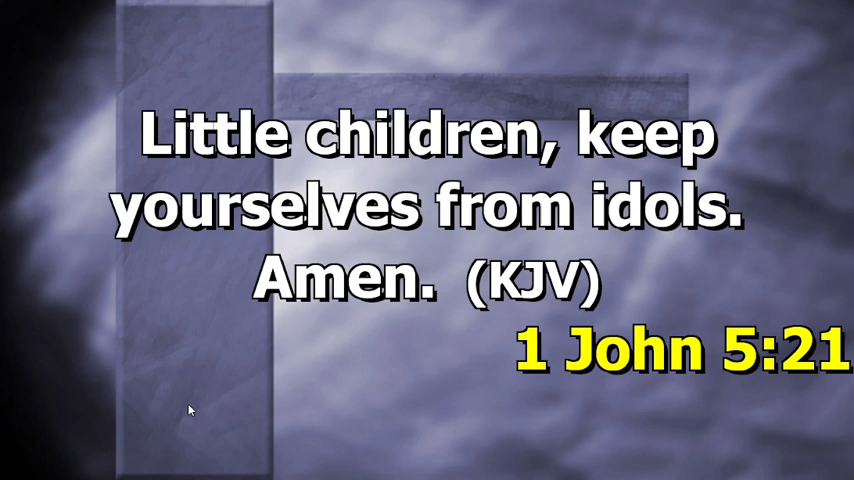 Little children, keep
yourselves from idols.
Amen. (KJV)
1 John 5:21